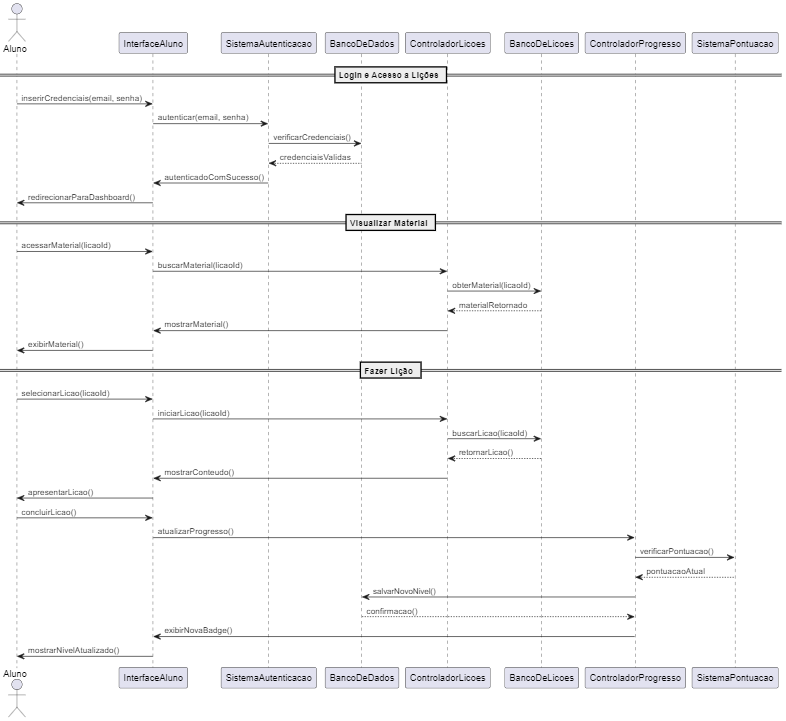 Aluno
InterfaceAluno SistemaAutenticacao BancoDeDados ControladorLicoes BancoDeLicoes ControladorProgresso SistemaPontuacao
Login e Acesso a Lições
inserirCredenciais(email, senha)
autenticar(email, senha)
verificarCredenciais()
credenciaisValidas
autenticadoComSucesso()
redirecionarParaDashboard()
Visualizar Material
acessarMaterial(licaoId)
buscarMaterial(licaoId)
obterMaterial(licaoId)
materialRetornado
mostrarMaterial()
exibirMaterial()
Fazer Lição
selecionarLicao(licaoId)
iniciarLicao(licaoId)
buscarLicao(licaoId)
retornarLicao()
mostrarConteudo()
apresentarLicao()
concluirLicao()
atualizarProgresso()
verificarPontuacao()
pontuacaoAtual
salvarNovoNivel()
confirmacao()
exibirNovaBadge()
mostrarNivelAtualizado()
Aluno
InterfaceAluno SistemaAutenticacao BancoDeDados ControladorLicoes BancoDeLicoes ControladorProgresso SistemaPontuacao